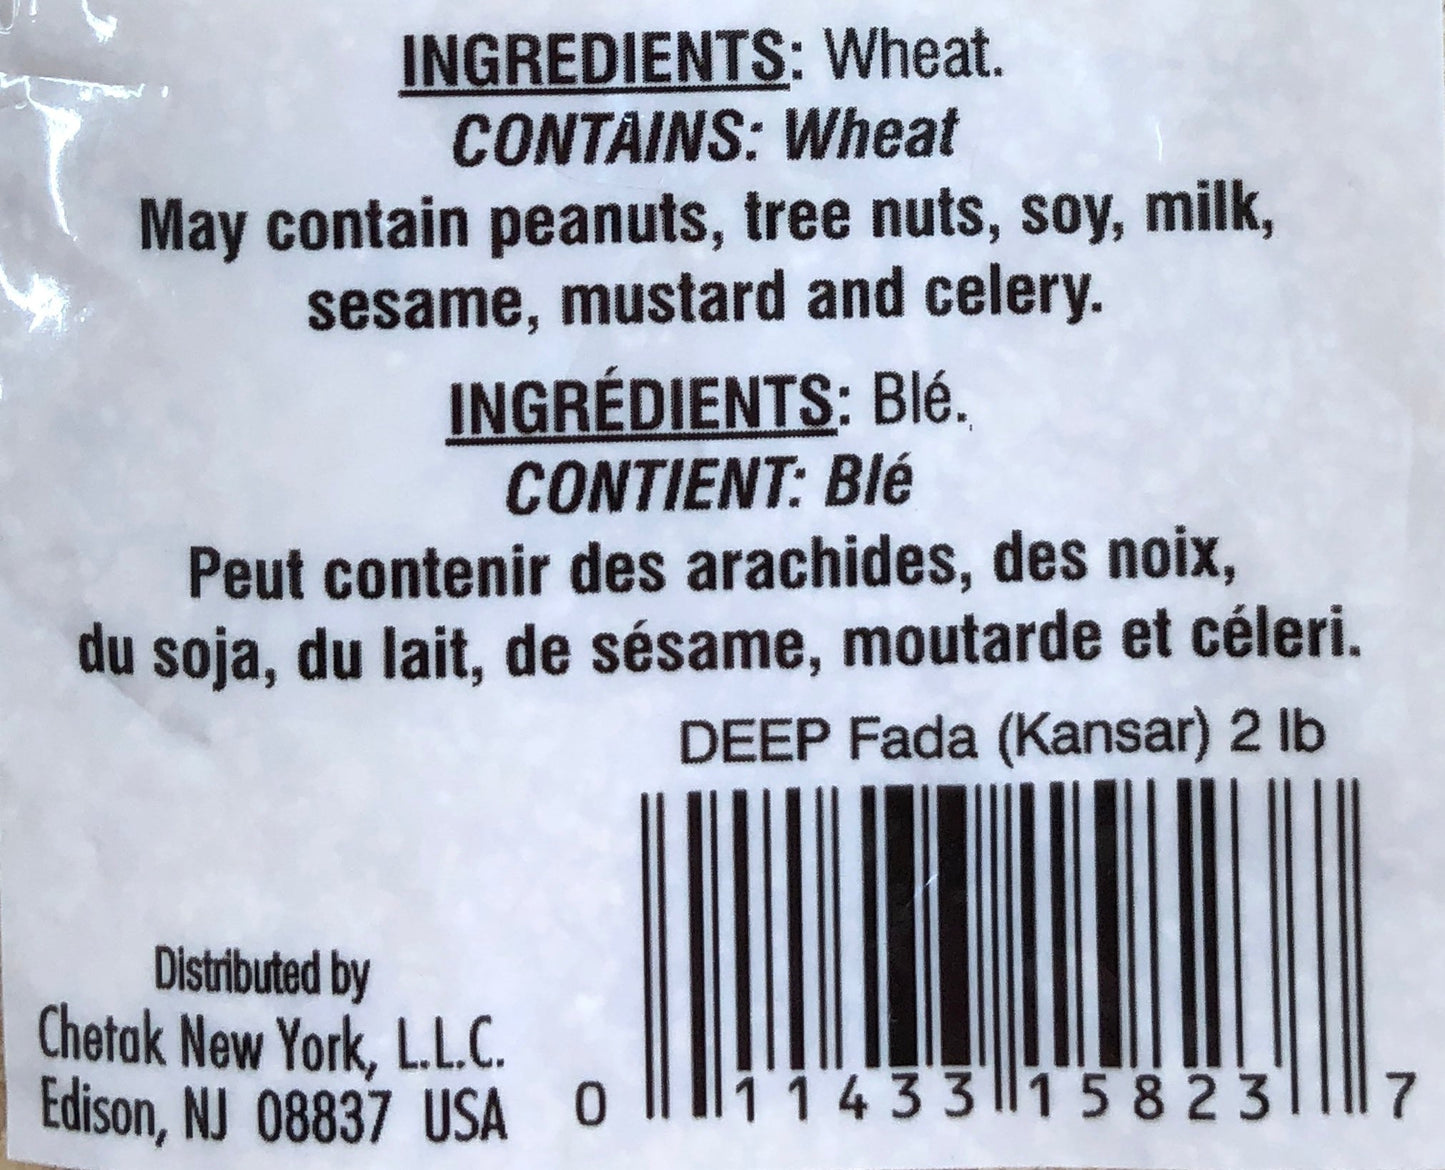 INGREDIENTS: Wheat.
CONTAINS: Wheat
May contain peanuts, tree nuts, soy, milk,
sesame, mustard and celery.
INGRÉDIENTS: Blé.
CONTIENT: Blé
Peut contenir des arachides, des noix,
du soja, du lait, de sésame, moutarde et céleri.
DEEP Fada (Kansar) 2 lb
Distributed by
Chetak New York, L.L.C.
Edison, NJ 08837 USA
0 11433 15823 7